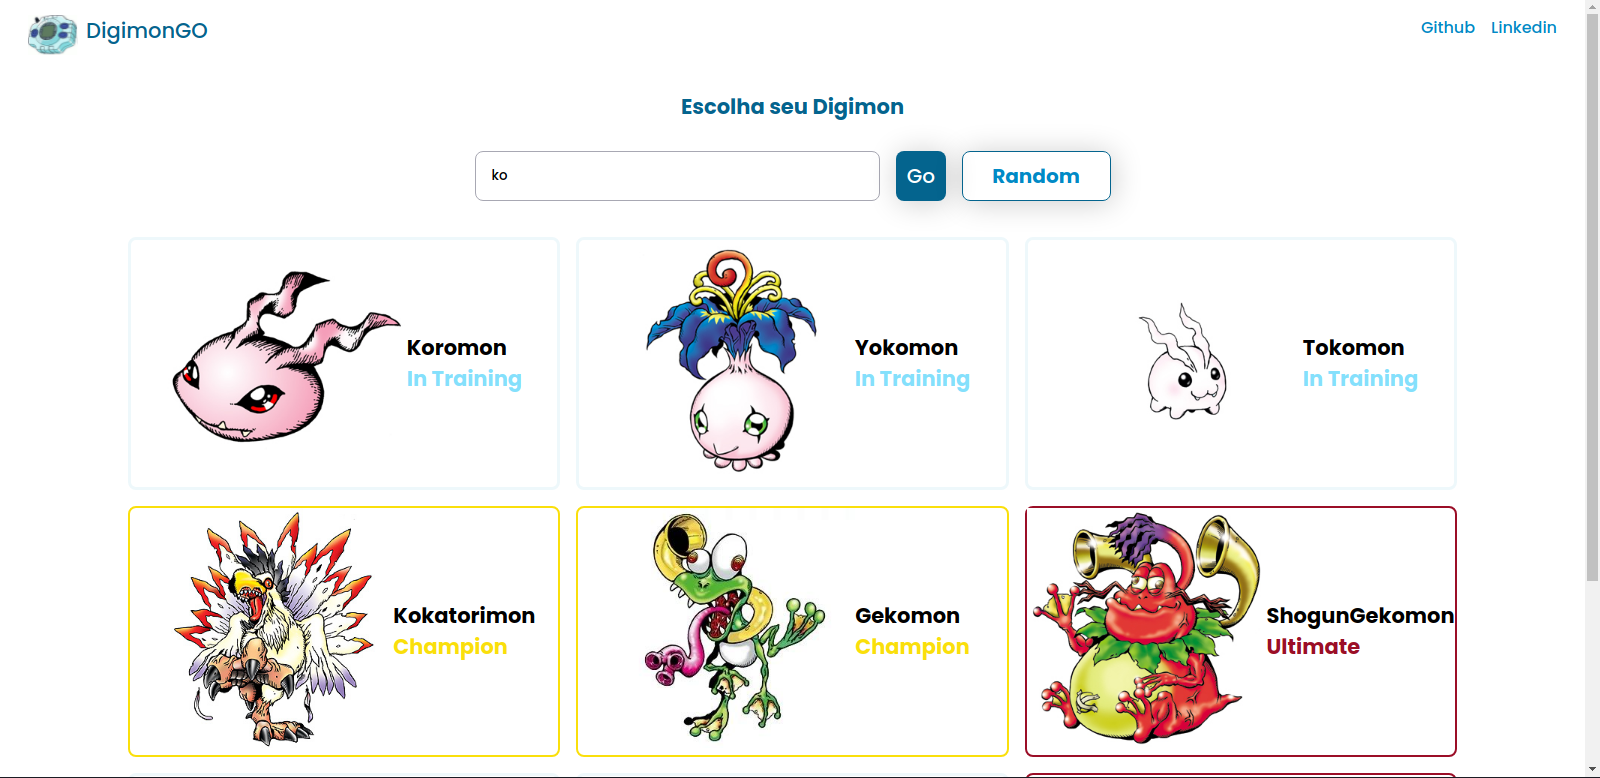 DigimonGO
Github Linkedin
Escolha seu Digimon
ko
Go
Random
Koromon
In Training
Yokomon
In Training
Tokomon
In Training
Kokatorimon
Champion
Gekomon
Champion
ShogunGekomon
Ultimate